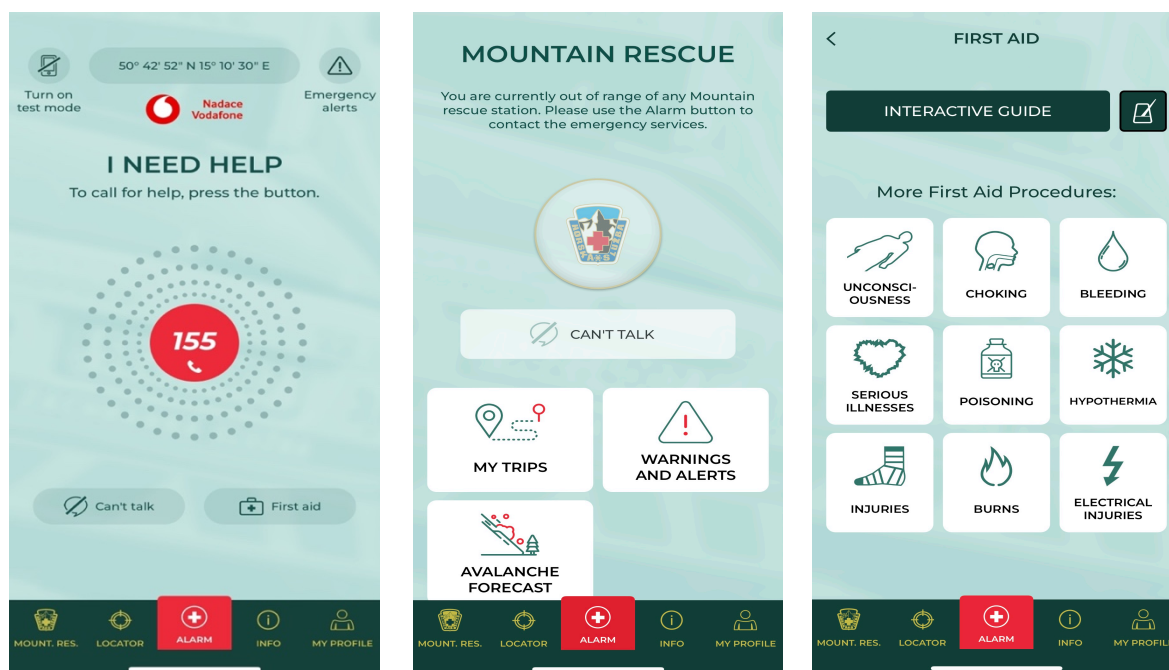 50° 42' 52" N 15° 10' 30" E
Turn on
test mode
Emergency
alerts
Nadace
Vodafone
I NEED HELP
To call for help, press the button.
155
Can't talk
First aid
MOUNT. RES.
LOCATOR
ALARM
INFO
MY PROFILE
MOUNTAIN RESCUE
You are currently out of range of any Mountain
rescue station. Please use the Alarm button to
contact the emergency services.
HORSKÁ SLUŽBA
CAN'T TALK
MY TRIPS
WARNINGS
AND ALERTS
AVALANCHE
FORECAST
MOUNT. RES.
LOCATOR
ALARM
INFO
MY PROFILE
FIRST AID
INTERACTIVE GUIDE
More First Aid Procedures:
UNCONSCI-
OUSNESS
CHOKING
BLEEDING
SERIOUS
ILLNESSES
POISONING
HYPOTHERMIA
INJURIES
BURNS
ELECTRICAL
INJURIES
MOUNT. RES.
LOCATOR
ALARM
INFO
MY PROFIL